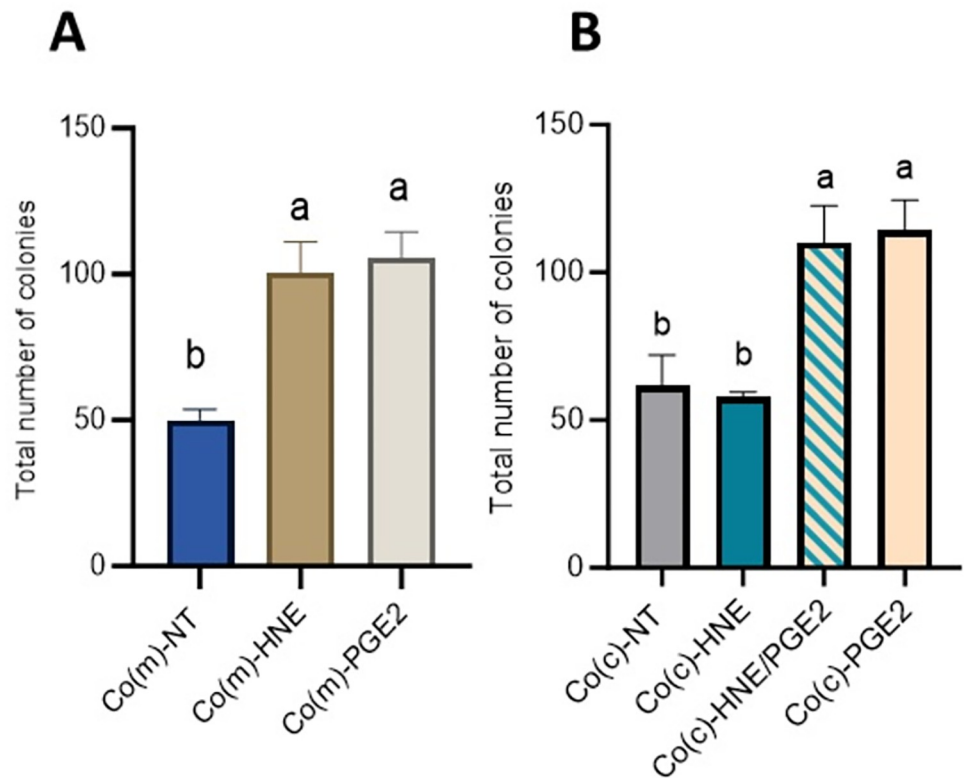 A
Total number of colonies
150
100
50
0
b
a
a
Co(m)-NT
Co(m)-HNE
Co(m)-PGE2
B
Total number of colonies
150
100
50
0
b
b
a
a
Co(c)-NT
Co(c)-HNE
Co(c)-HNE/PGE2
Co(c)-PGE2